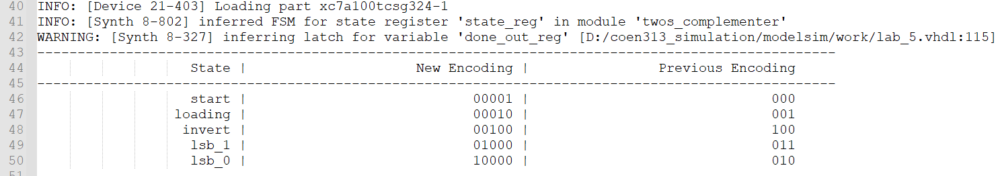 40 INFO: [Device 21-403] Loading part xc7a100tcsg324-1
41 INFO: [Synth 8-802] inferred FSM for state register 'state_reg' in module 'twos_complementer'
42 WARNING: [Synth 8-327] inferring latch for variable 'done_out_reg' [D:/coen313_simulation/modelsim/work/lab_5.vhdl:115]
43 ---------------------------------------------------------------------------------------------------
44 State | New Encoding | Previous Encoding
45 ---------------------------------------------------------------------------------------------------
46 start | 00001 | 000
47 loading | 00010 | 001
48 invert | 00100 | 100
49 lsb_1 | 01000 | 011
50 lsb_0 | 10000 | 010
51